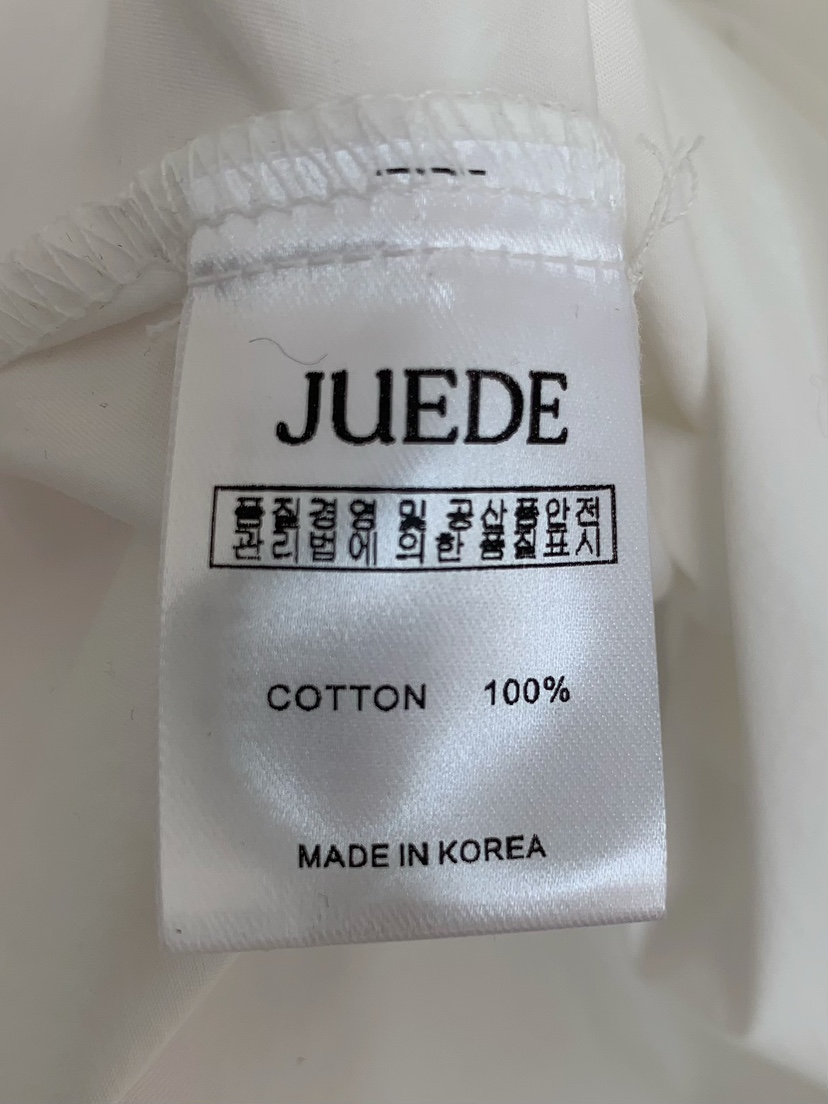 JUEDE
품질경영 및 공산품안전
관리법에 의한 품질표시
COTTON 100%
MADE IN KOREA